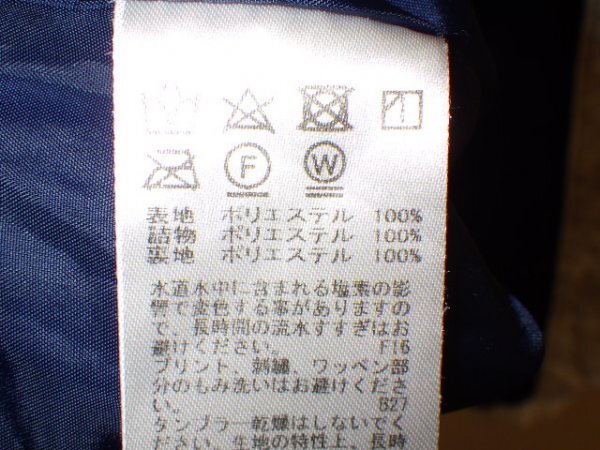 F
W
表地 ポリエステル 100%
詰物 ポリエステル 100%
裏地 ポリエステル 100%
水道水中に含まれる塩素の影
響で変色する事がありますの
で、長時間の流水すすぎはお
避けください。 F16
プリント、刺繍、ワッペン部
分のもみ洗いはお避けくださ
い。 B27
タンブラー乾燥はしないでく
ださい。生地の特性上、長時